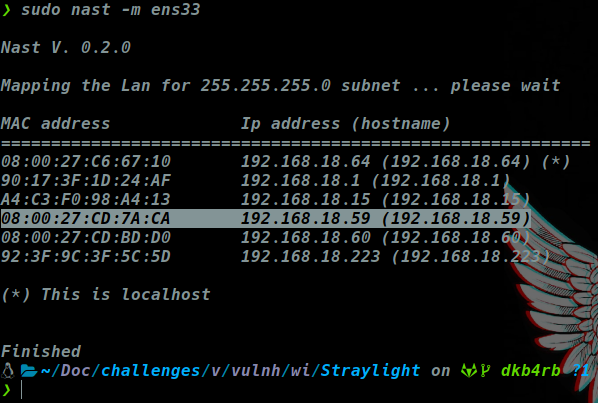 ❯ sudo nast -m ens33
Nast V. 0.2.0
Mapping the Lan for 255.255.255.0 subnet ... please wait
MAC address Ip address (hostname)
===========================================================
08:00:27:C6:67:10 192.168.18.64 (192.168.18.64) (*)
90:17:3F:1D:24:AF 192.168.18.1 (192.168.18.1)
A4:C3:F0:98:A4:13 192.168.18.15 (192.168.18.15)
08:00:27:CD:7A:CA 192.168.18.59 (192.168.18.59)
08:00:27:CD:BD:D0 192.168.18.60 (192.168.18.60)
92:3F:9C:3F:5C:5D 192.168.18.223 (192.168.18.223)
(*) This is localhost
Finished
~/Doc/challenges/v/vulnh/wi/Straylight on dkb4rb ?1
❯